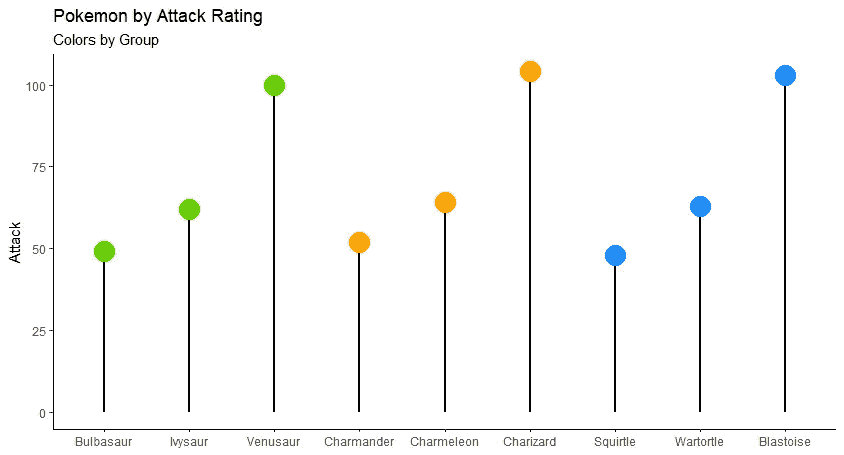 Pokemon by Attack Rating
Colors by Group
Attack
100
75
50
25
0
Bulbasaur Ivysaur Venusaur Charmander Charmeleon Charizard Squirtle Wartortle Blastoise